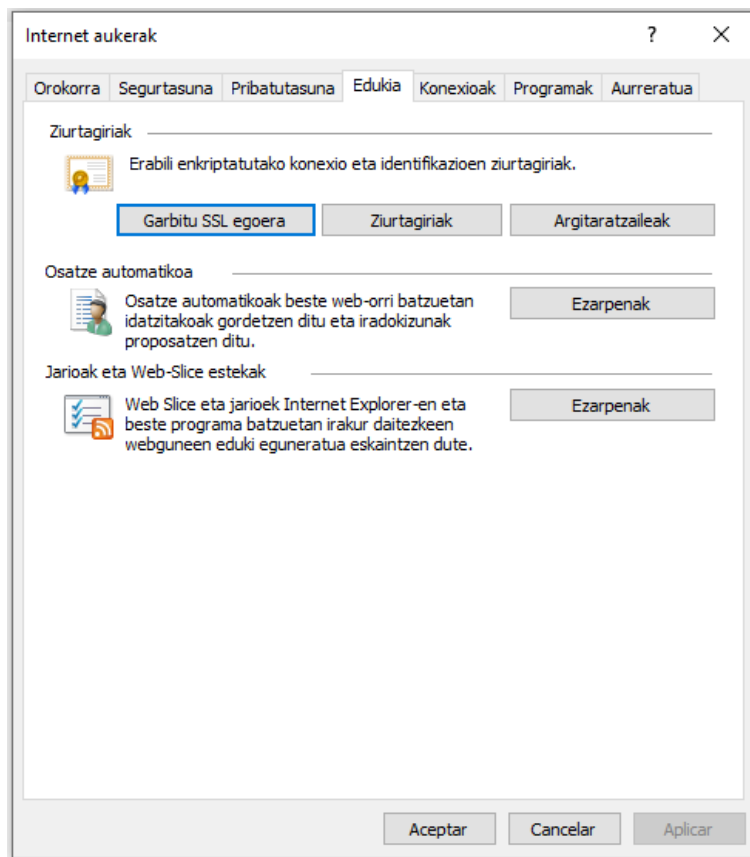 Internet aukerak
?
Orokorra Segurtasuna Pribatutasuna Edukia Konexioak Programak Aurreratua
Ziurtagiriak
Erabili enkriptatutako konexio eta identifikazioen ziurtagiriak.
Garbitu SSL egoera Ziurtagiriak Argitaratzaileak
Osatze automatikoa
Osatze automatikoak beste web-orri batzuetan
idatzitakoak gordetzen ditu eta iradokizunak
proposatzen ditu.
Ezarpenak
Jarioak eta Web-Slice estekak
Web Slice eta jarioek Internet Explorer-en eta
beste programa batzuetan irakur daitezkeen
webguneen eduki eguneratua eskaintzen dute.
Ezarpenak
Aceptar Cancelar Aplicar